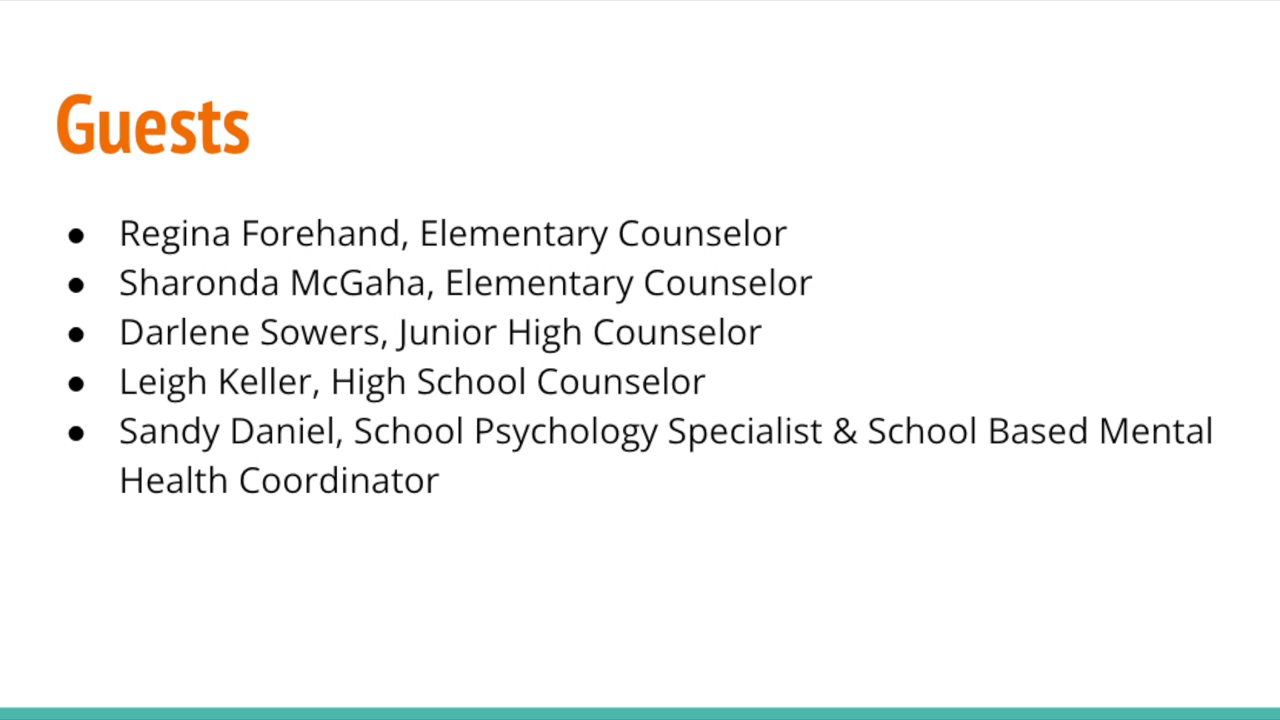 Guests
● Regina Forehand, Elementary Counselor
● Sharonda McGaha, Elementary Counselor
● Darlene Sowers, Junior High Counselor
● Leigh Keller, High School Counselor
● Sandy Daniel, School Psychology Specialist & School Based Mental
Health Coordinator